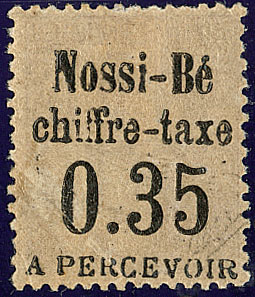 Nossi-Bé
chiffre-taxe
0.35
A PERCEVOIR